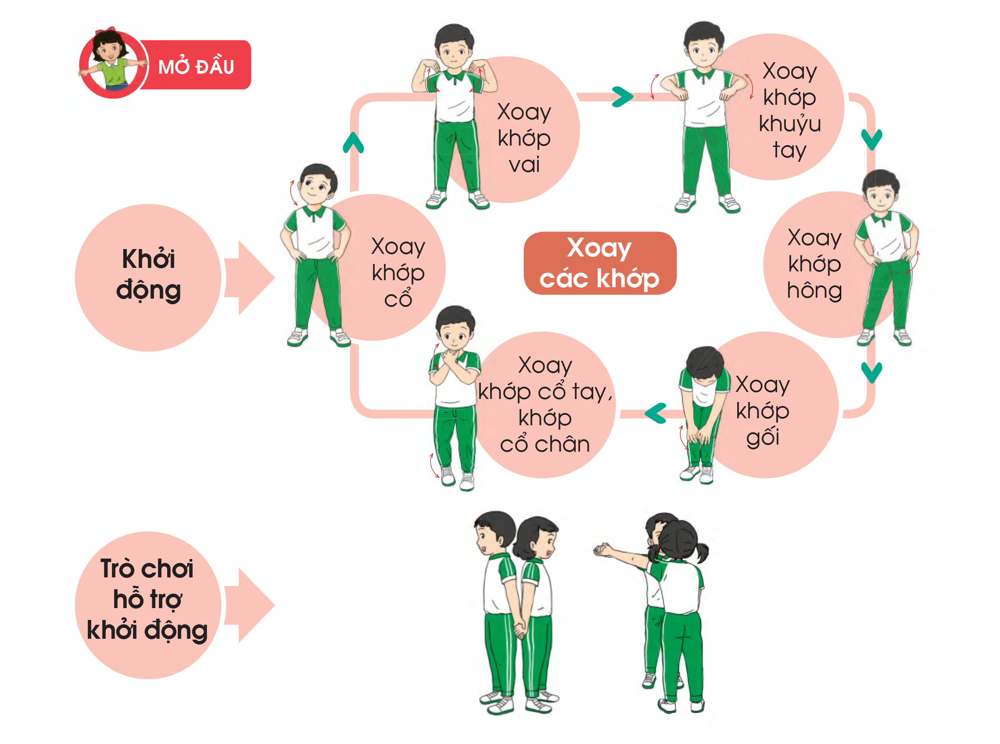 MỞ ĐẦU
Khởi
động
Xoay
khớp
cổ
Xoay
khớp
vai
Xoay
khớp
khuỷu
tay
Xoay
khớp
hông
Xoay
khớp
gối
Xoay
khớp cổ tay,
khớp
cổ chân
Xoay
các khớp
Trò chơi
hỗ trợ
khởi động